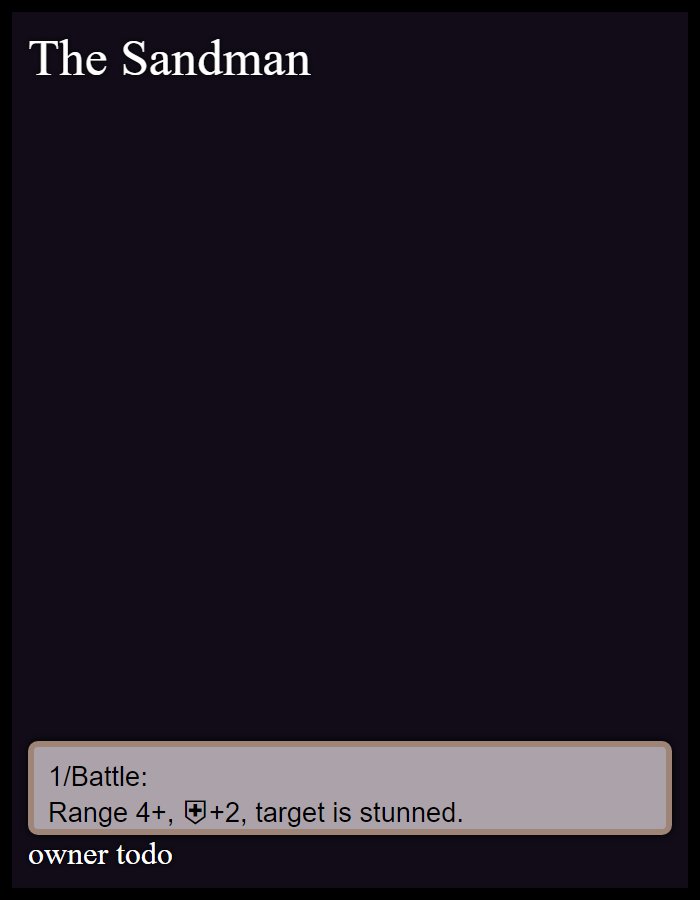 The Sandman
1/Battle:
Range 4+, ⛨+2, target is stunned.
owner todo